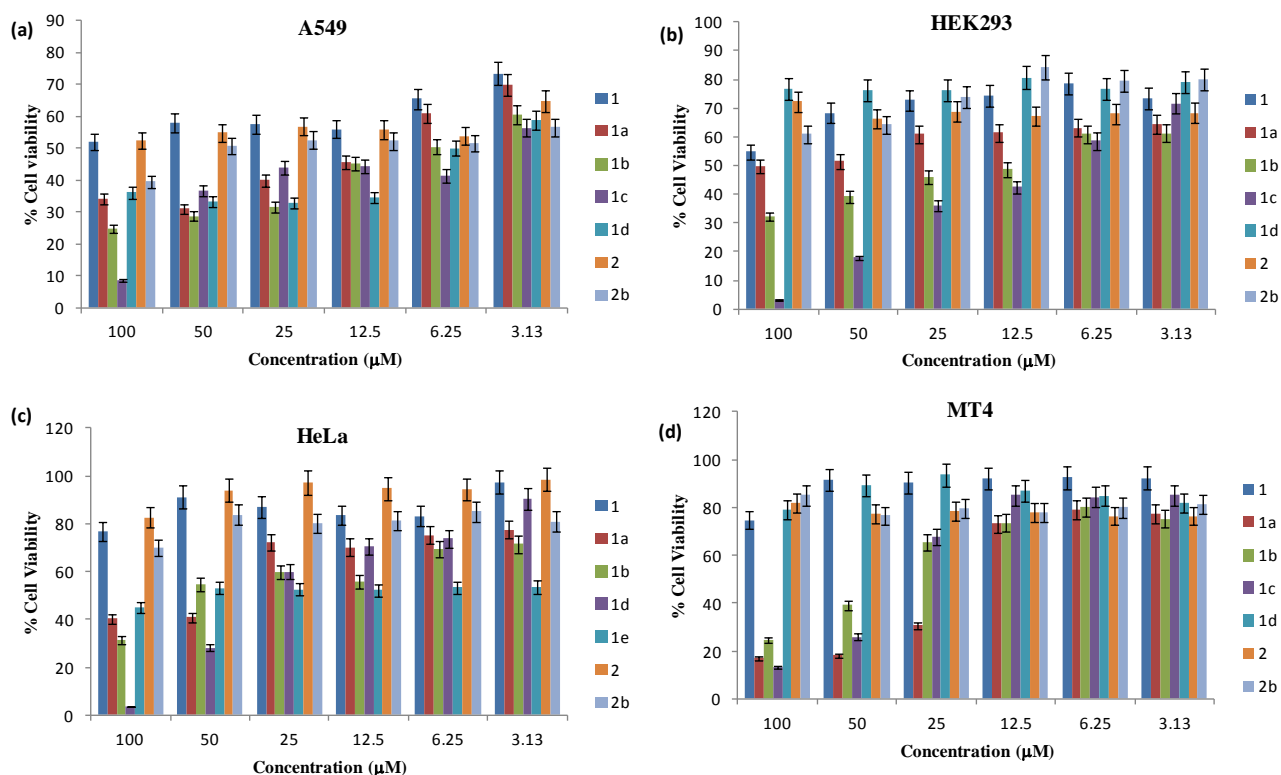 (a)
A549
% Cell viability
90
80
70
60
50
40
30
20
10
0
100 50 25 12.5 6.25 3.13
Concentration (µM)
1
1a
1b
1c
1d
2
2b
(b)
HEK293
% Cell Viability
100
90
80
70
60
50
40
30
20
10
0
100 50 25 12.5 6.25 3.13
Concentration (µM)
1
1a
1b
1c
1d
2
2b
(c)
HeLa
% Cell Viability
120
100
80
60
40
20
0
100 50 25 12.5 6.25 3.13
Concentration (µM)
1
1a
1b
1d
1e
2
2b
(d)
MT4
% Cell Viability
120
100
80
60
40
20
0
100 50 25 12.5 6.25 3.13
Concentration (µM)
1
1a
1b
1c
1d
2
2b